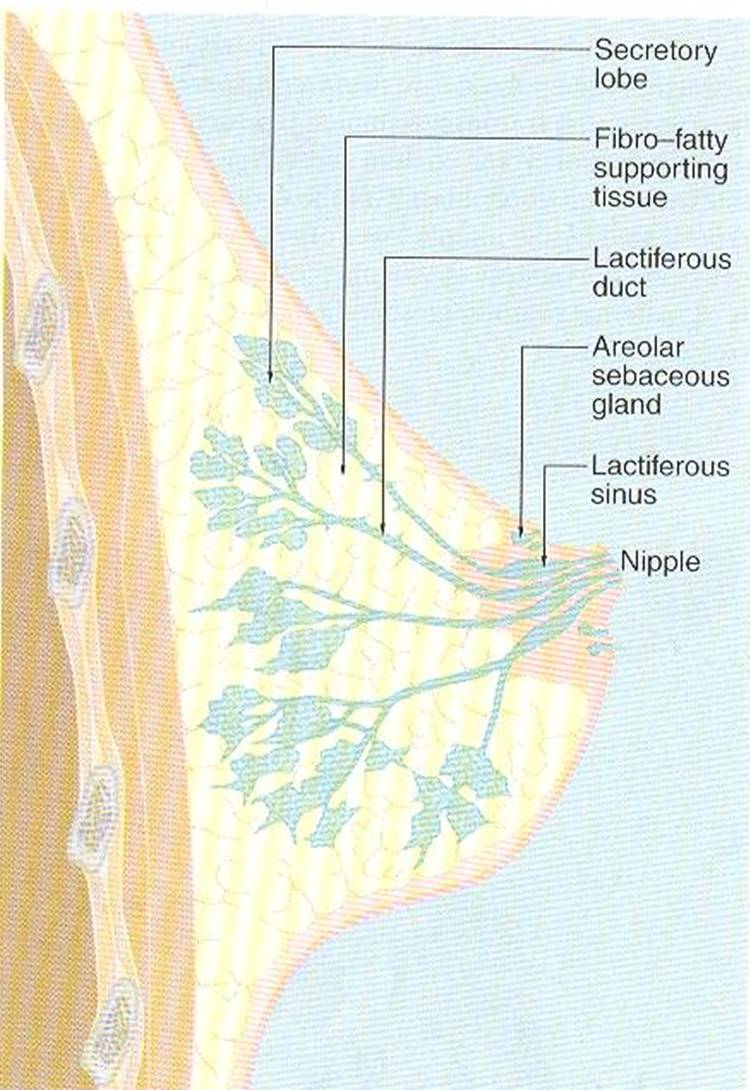 Secretory
lobe
Fibro–fatty
supporting
tissue
Lactiferous
duct
Areolar
sebaceous
gland
Lactiferous
sinus
Nipple